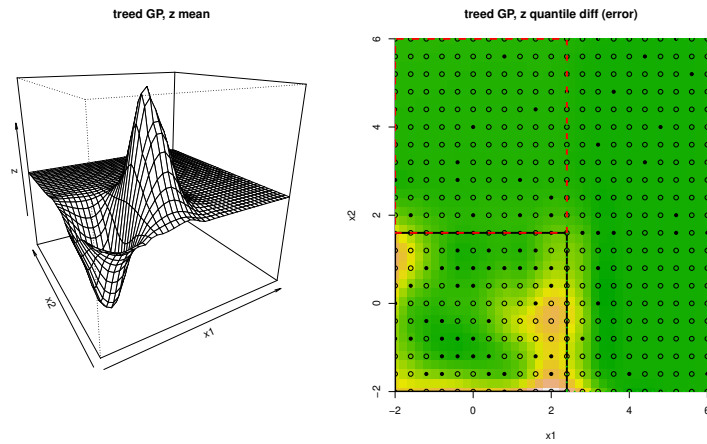 treed GP, z mean
z
x2
x1
treed GP, z quantile diff (error)
6
4
2
0
−2
x2
−2 0 2 4 6
x1